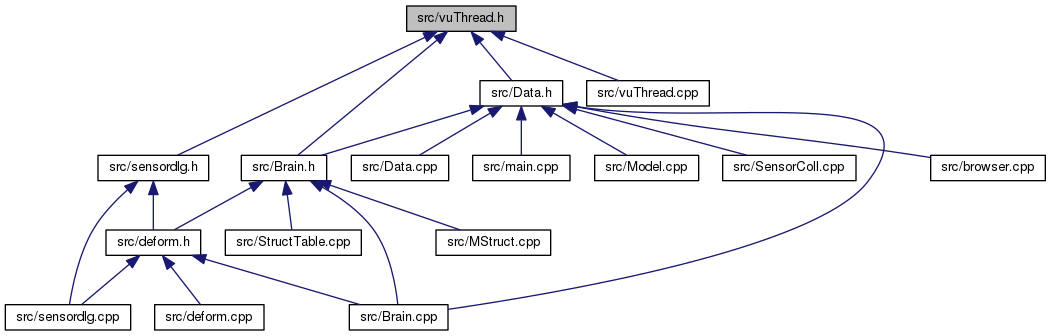 src/vuThread.h
src/Data.h
src/vuThread.cpp
src/sensordlg.h
src/Brain.h
src/Data.cpp
src/main.cpp
src/Model.cpp
src/SensorColl.cpp
src/browser.cpp
src/deform.h
src/StructTable.cpp
src/MStruct.cpp
src/sensordlg.cpp
src/deform.cpp
src/Brain.cpp